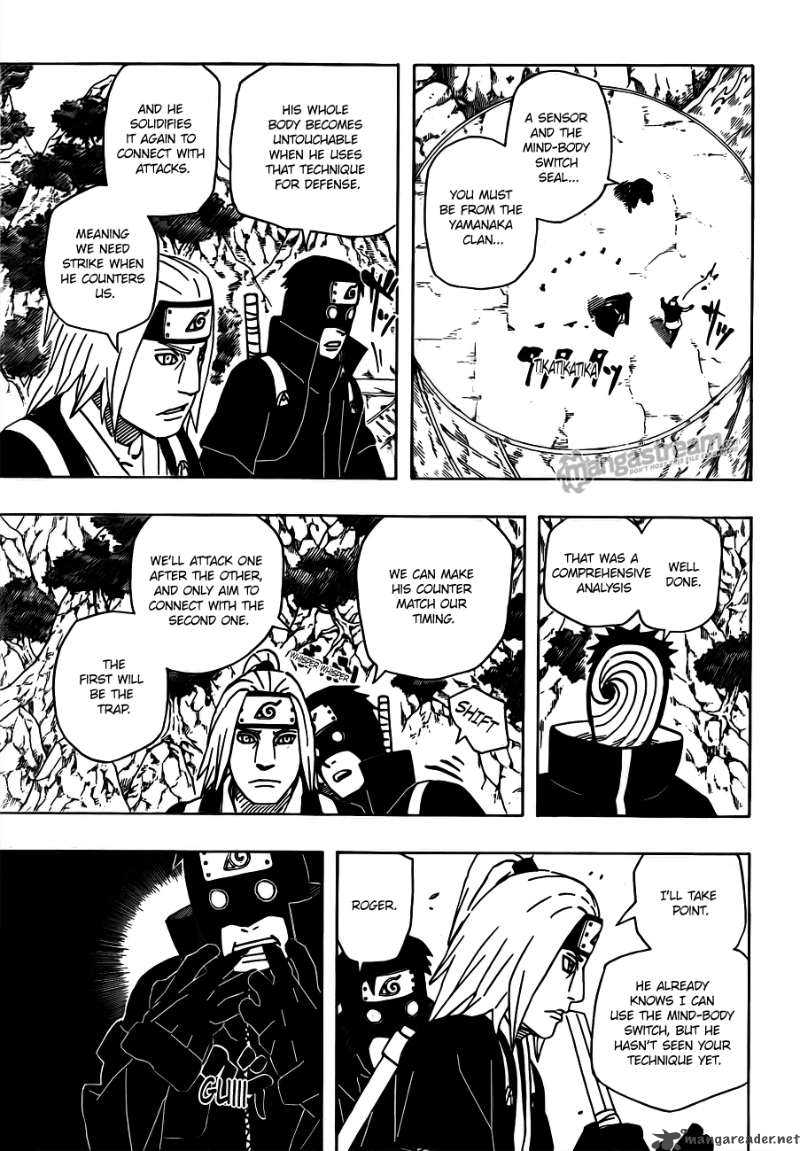 A SENSOR
AND THE
MIND-BODY
SWITCH
SEAL...
YOU MUST
BE FROM THE
YAMANAKA
CLAN...
TIKATIKATIKA
mangastream
HIS WHOLE
BODY BECOMES
UNTOUCHABLE
WHEN HE USES
THAT TECHNIQUE
FOR DEFENSE.
AND HE
SOLIDIFIES
IT AGAIN TO
CONNECT WITH
ATTACKS.
MEANING
WE NEED
STRIKE WHEN
HE COUNTERS
US.
WELL
DONE.
THAT WAS A
COMPREHENSIVE
ANALYSIS
WE CAN MAKE
HIS COUNTER
MATCH OUR
TIMING.
SHIFT
WHISPER WHISPER
WE'LL ATTACK ONE
AFTER THE OTHER,
AND ONLY AIM TO
CONNECT WITH THE
SECOND ONE.
THE
FIRST WILL
BE THE
TRAP.
I'LL TAKE
POINT.
HE ALREADY
KNOWS I CAN
USE THE MIND-BODY
SWITCH, BUT HE
HASN'T SEEN YOUR
TECHNIQUE YET.
ROGER.
GUIII
mangareader.net